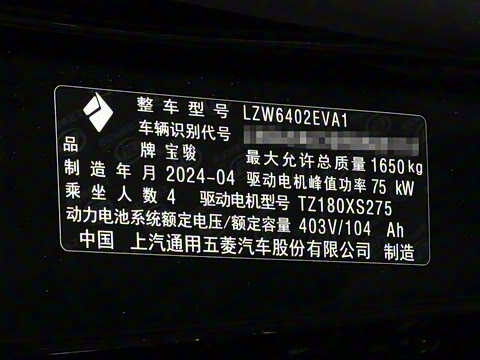 整车型号 LZW6402EVA1
车辆识别代号
品牌 宝骏 最大允许总质量 1650kg
制造年月 2024-04 驱动电机峰值功率 75 kW
乘坐人数 4 驱动电机型号 TZ180XS275
动力电池系统额定电压/额定容量 403V/104 Ah
中国 上汽通用五菱汽车股份有限公司 制造